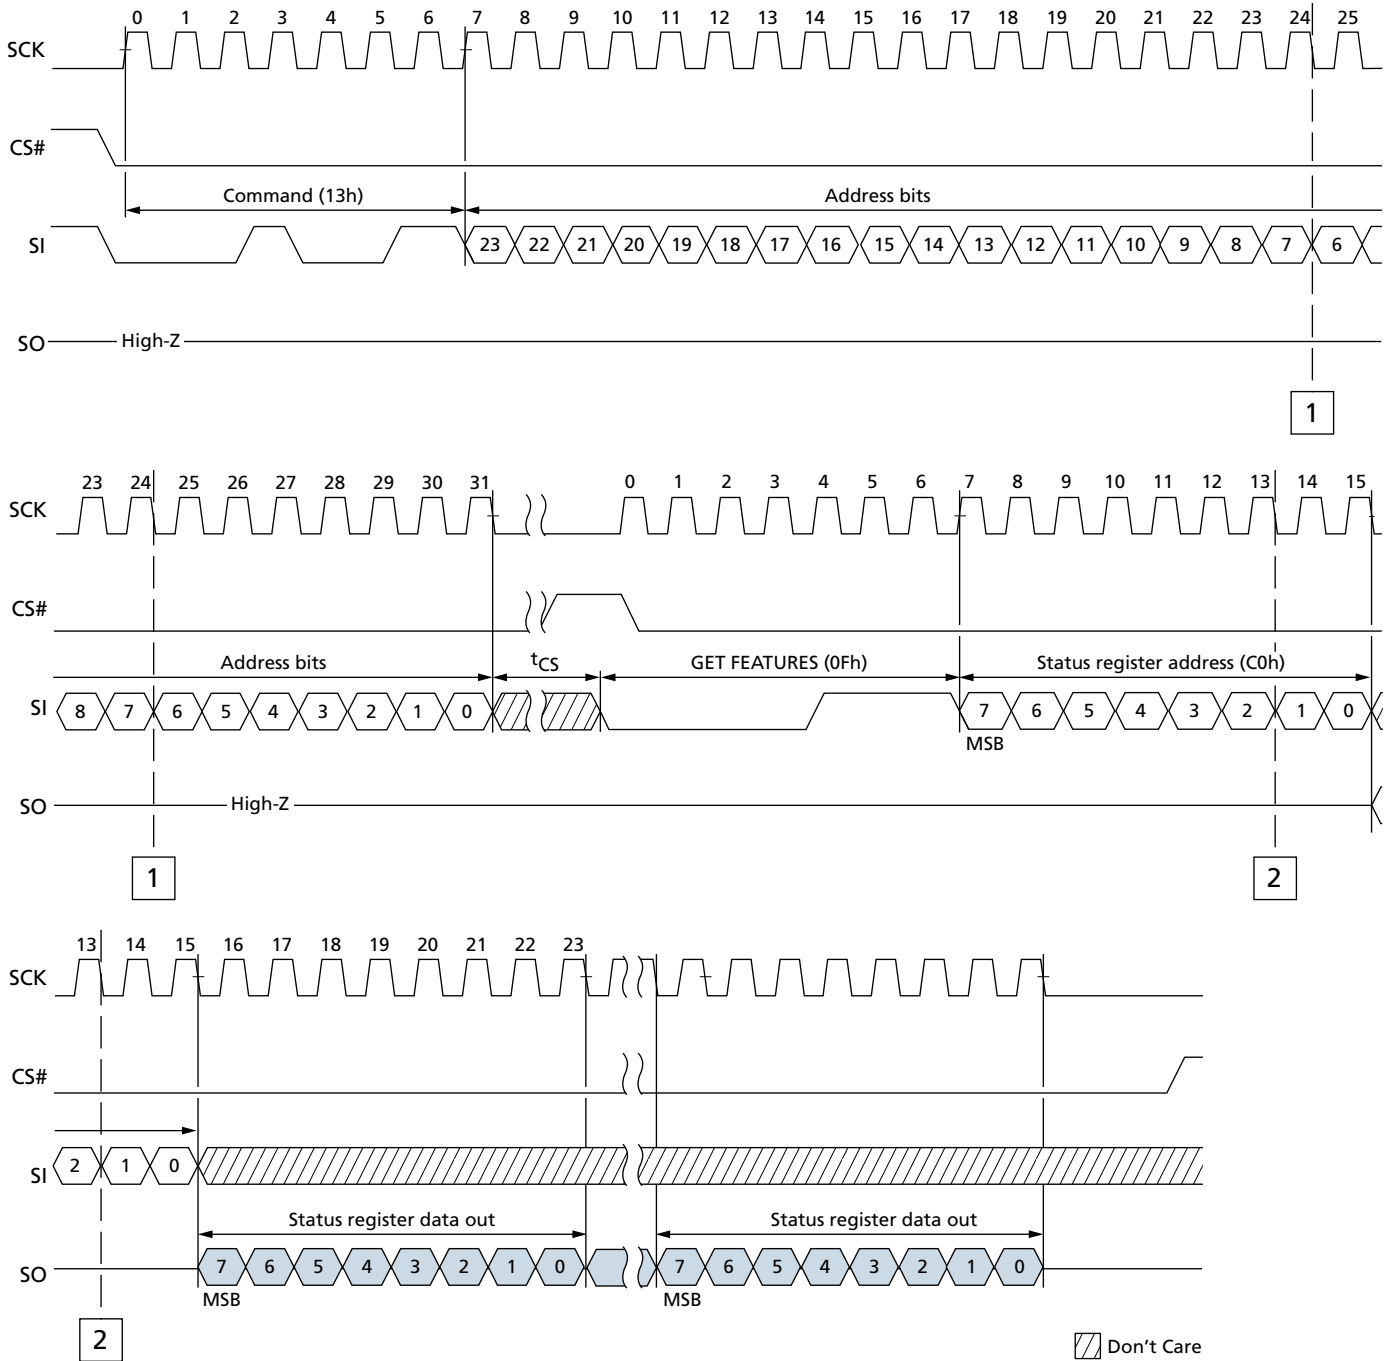 0 1 2 3 4 5 6 7 8 9 10 11 12 13 14 15 16 17 18 19 20 21 22 23 24 25
SCK
CS#
Command (13h) Address bits
SI 23 22 21 20 19 18 17 16 15 14 13 12 11 10 9 8 7 6
SO High-Z
1
23 24 25 26 27 28 29 30 31 0 1 2 3 4 5 6 7 8 9 10 11 12 13 14 15
SCK
CS#
Address bits tCS GET FEATURES (0Fh) Status register address (C0h)
SI 8 7 6 5 4 3 2 1 0 7 6 5 4 3 2 1 0
MSB
SO High-Z
1 2
13 14 15 16 17 18 19 20 21 22 23
SCK
CS#
SI 2 1 0
Status register data out Status register data out
SO 7 6 5 4 3 2 1 0 7 6 5 4 3 2 1 0
MSB MSB
2
Don't Care